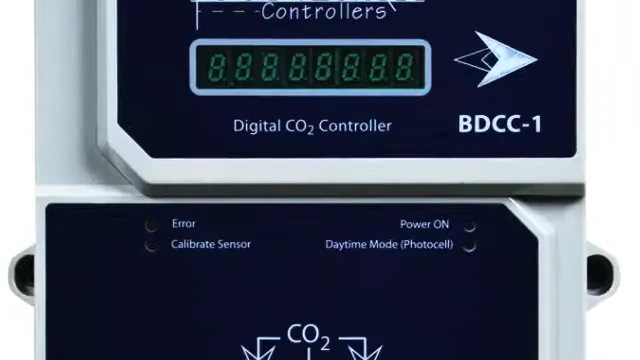 Controllers
8.8.8.8.8.8.8.8.
Digital CO₂ Controller
BDCC-1
Error
Power ON
Calibrate Sensor
Daytime Mode (Photocell)
CO₂